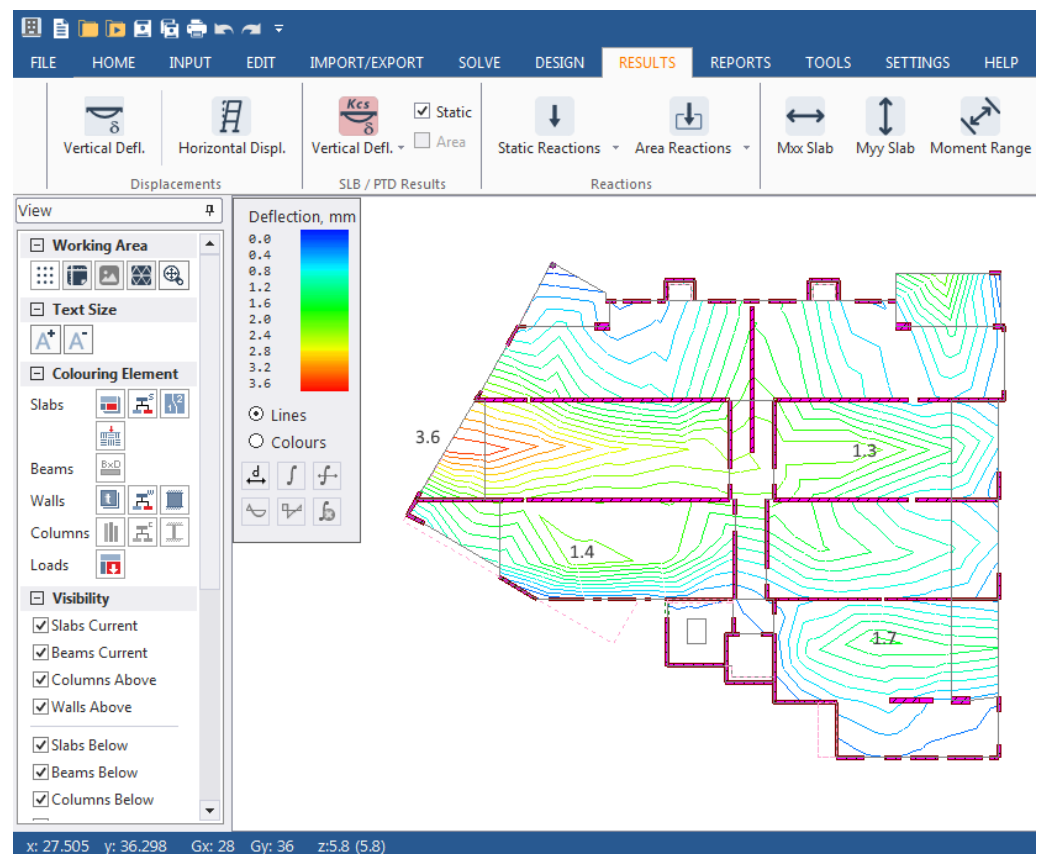 FILE HOME INPUT EDIT IMPORT/EXPORT SOLVE DESIGN RESULTS REPORTS TOOLS SETTINGS HELP
Vertical Defl.
δ
Horizontal Displ.
Displacements
Kcs
δ
Vertical Defl.
Static
Area
SLB / PTD Results
Static Reactions
Area Reactions
Reactions
Mxx Slab
Myy Slab
Moment Range
View
Working Area
Text Size
A+ A-
Colouring Element
Slabs
S
1 2
Beams
B×D
Walls
t
w
Columns
c
Loads
Visibility
Slabs Current
Beams Current
Columns Above
Walls Above
Slabs Below
Beams Below
Columns Below
Deflection, mm
0.0
0.4
0.8
1.2
1.6
2.0
2.4
2.8
3.2
3.6
Lines
Colours
d
3.6
1.3
1.4
1.7
x: 27.505 y: 36.298 Gx: 28 Gy: 36 z:5.8 (5.8)